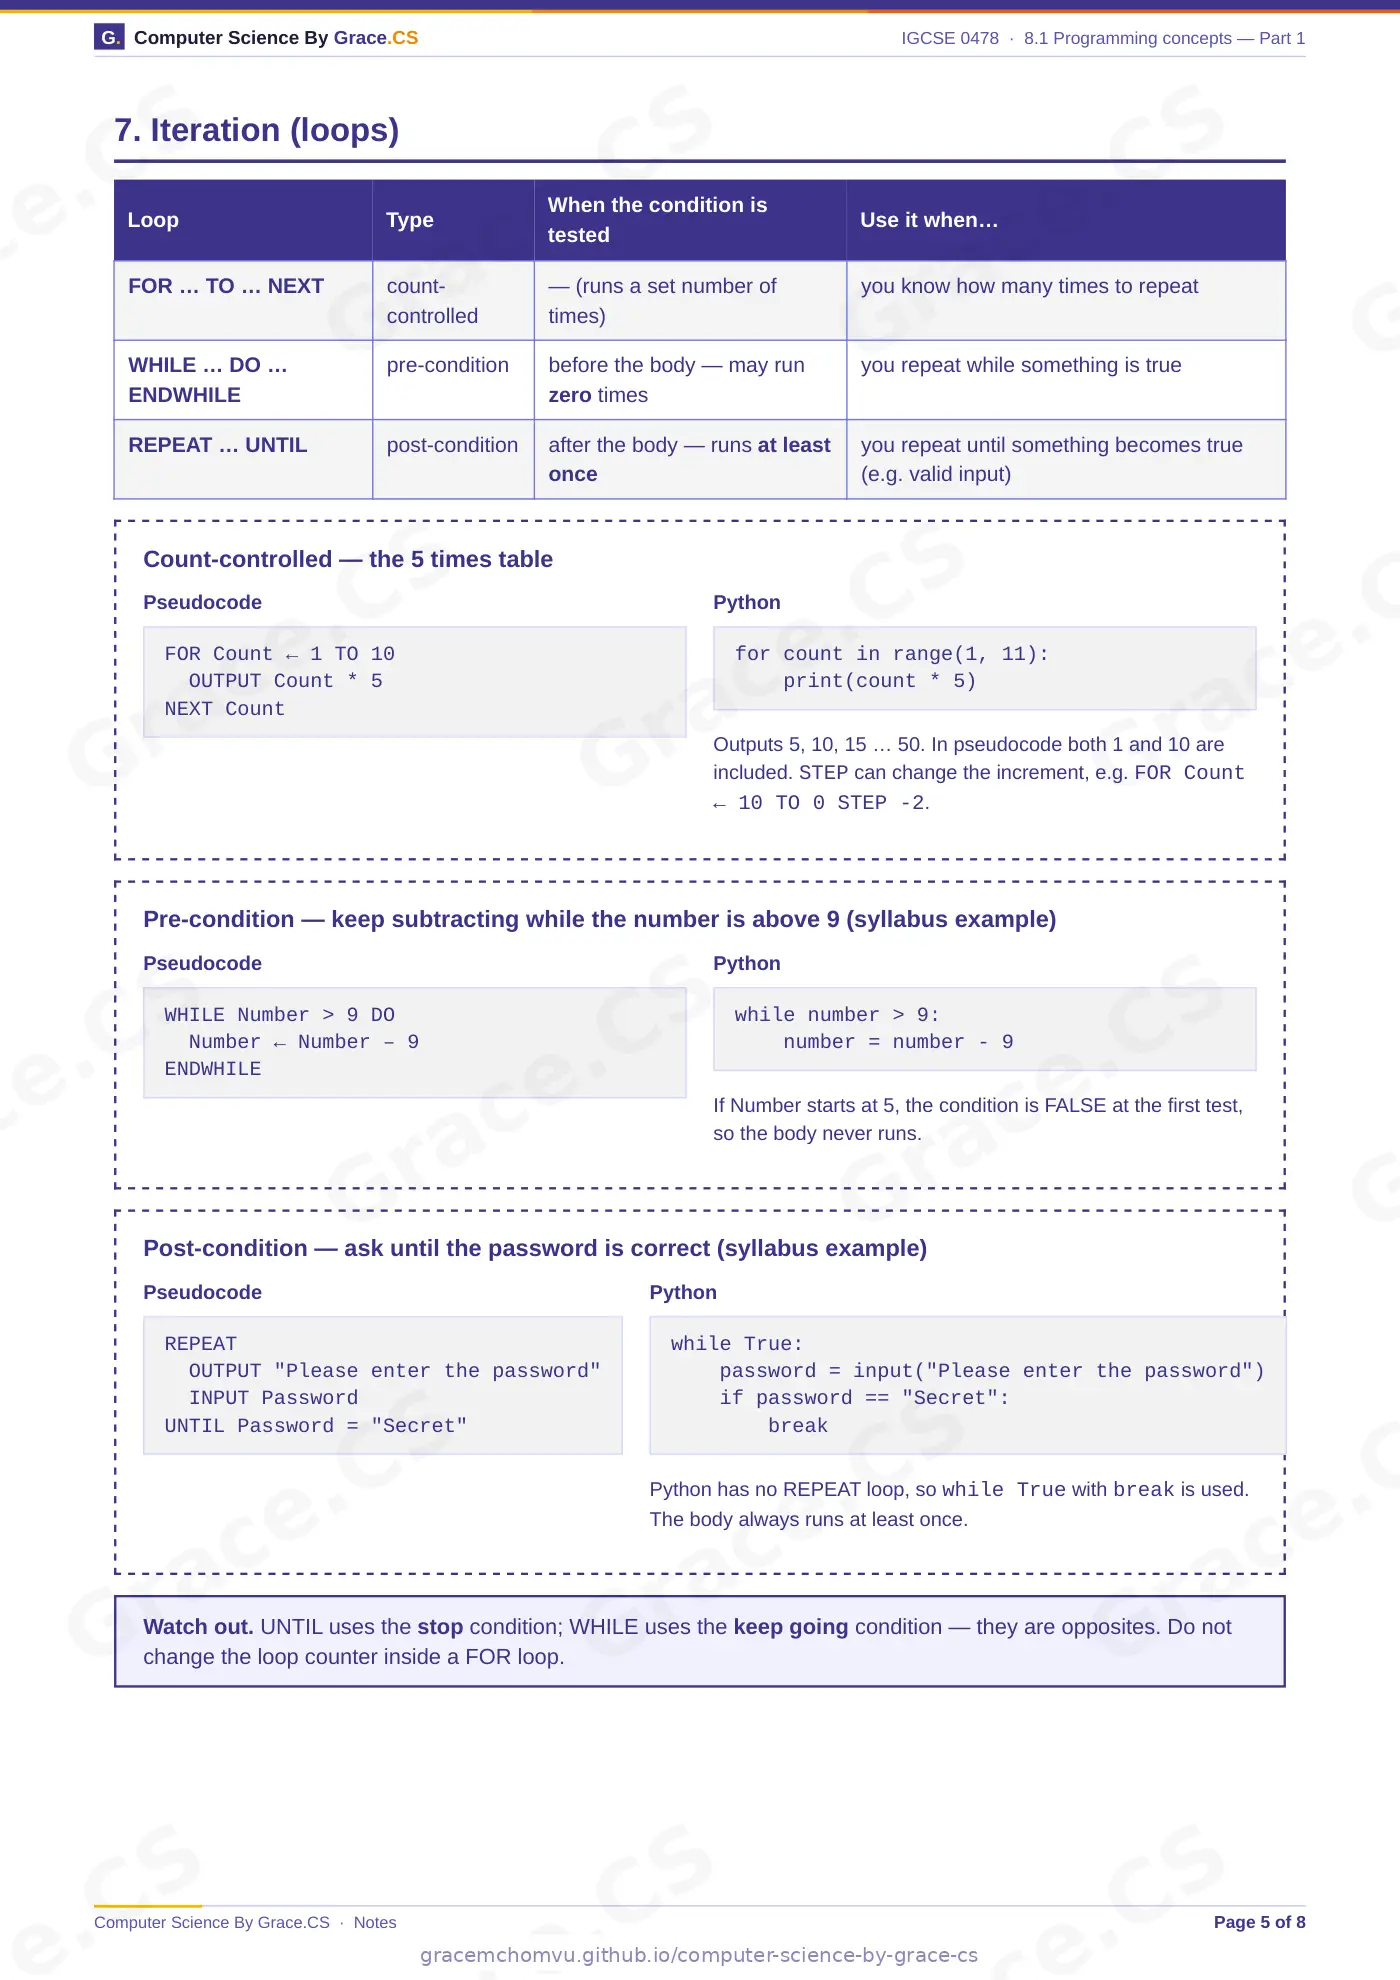 G. Computer Science By Grace.CS
IGCSE 0478 · 8.1 Programming concepts — Part 1
7. Iteration (loops)
Loop
Type
When the condition is
tested
Use it when…
FOR … TO … NEXT
count-
controlled
— (runs a set number of
times)
you know how many times to repeat
WHILE … DO …
ENDWHILE
pre-condition
before the body — may run
zero times
you repeat while something is true
REPEAT … UNTIL
post-condition
after the body — runs at least
once
you repeat until something becomes true
(e.g. valid input)
Count-controlled — the 5 times table
Pseudocode
FOR Count ← 1 TO 10
  OUTPUT Count * 5
NEXT Count
Python
for count in range(1, 11):
    print(count * 5)
Outputs 5, 10, 15 … 50. In pseudocode both 1 and 10 are
included. STEP can change the increment, e.g. FOR Count
← 10 TO 0 STEP -2.
Pre-condition — keep subtracting while the number is above 9 (syllabus example)
Pseudocode
WHILE Number > 9 DO
  Number ← Number – 9
ENDWHILE
Python
while number > 9:
    number = number - 9
If Number starts at 5, the condition is FALSE at the first test,
so the body never runs.
Post-condition — ask until the password is correct (syllabus example)
Pseudocode
REPEAT
  OUTPUT "Please enter the password"
  INPUT Password
UNTIL Password = "Secret"
Python
while True:
    password = input("Please enter the password")
    if password == "Secret":
        break
Python has no REPEAT loop, so while True with break is used.
The body always runs at least once.
Watch out. UNTIL uses the stop condition; WHILE uses the keep going condition — they are opposites. Do not
change the loop counter inside a FOR loop.
Computer Science By Grace.CS · Notes
Page 5 of 8
gracemchomvu.github.io/computer-science-by-grace-cs